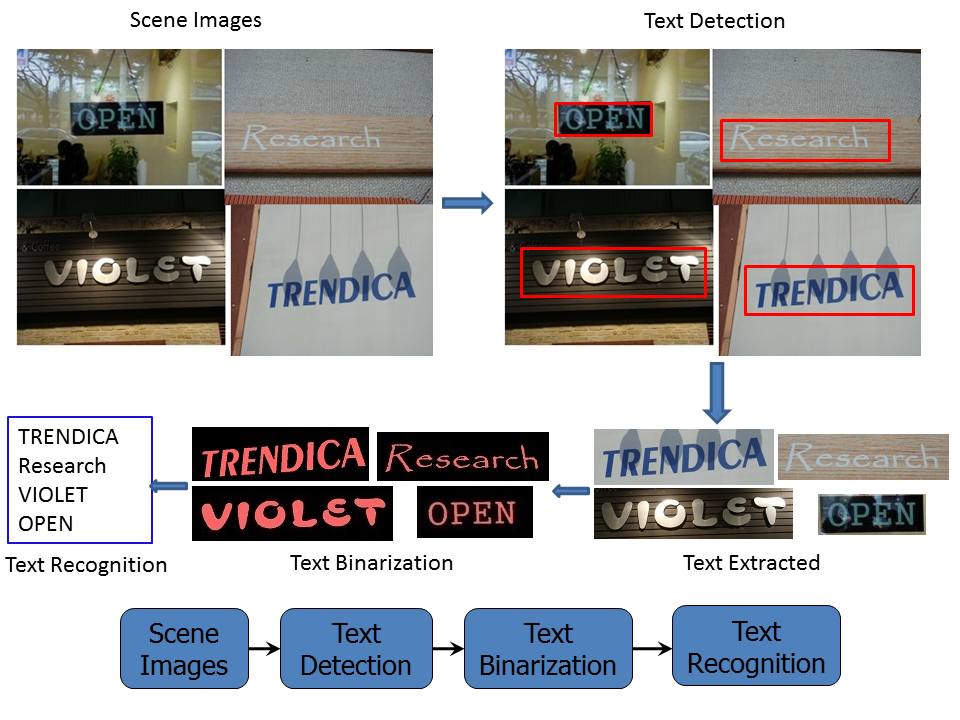 Scene Images
Text Detection
OPEN
Research
& Coffee
VIOLET
TRENDICA
OPEN
Research
& Coffee
VIOLET
TRENDICA
TRENDICA
Research
VIOLET
OPEN
Text Recognition
TRENDICA
Research
VIOLET
OPEN
Text Binarization
TRENDICA
Research
VIOLET
OPEN
Text Extracted
Scene
Images
Text
Detection
Text
Binarization
Text
Recognition